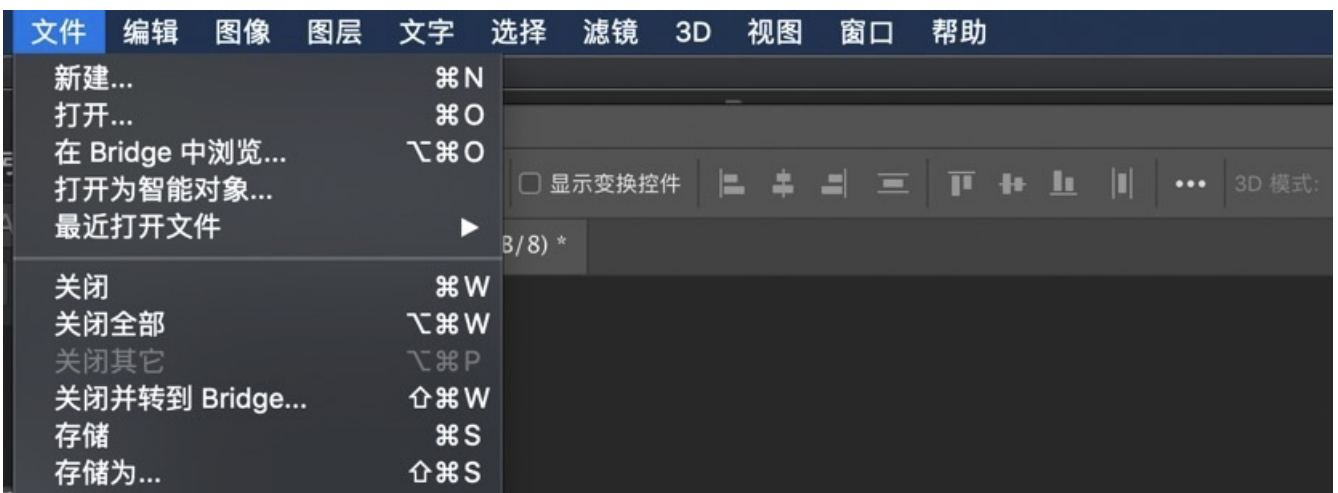 文件 编辑 图像 图层 文字 选择 滤镜 3D 视图 窗口 帮助
新建... ⌘N
打开... ⌘O
在 Bridge 中浏览... ⌥⌘O
打开为智能对象...
显示变换控件 ••• 3D 模式:
最近打开文件 ▶
8/8) *
关闭 ⌘W
关闭全部 ⌥⌘W
关闭其它 ⌥⌘P
关闭并转到 Bridge... ⇧⌘W
存储 ⌘S
存储为... ⇧⌘S